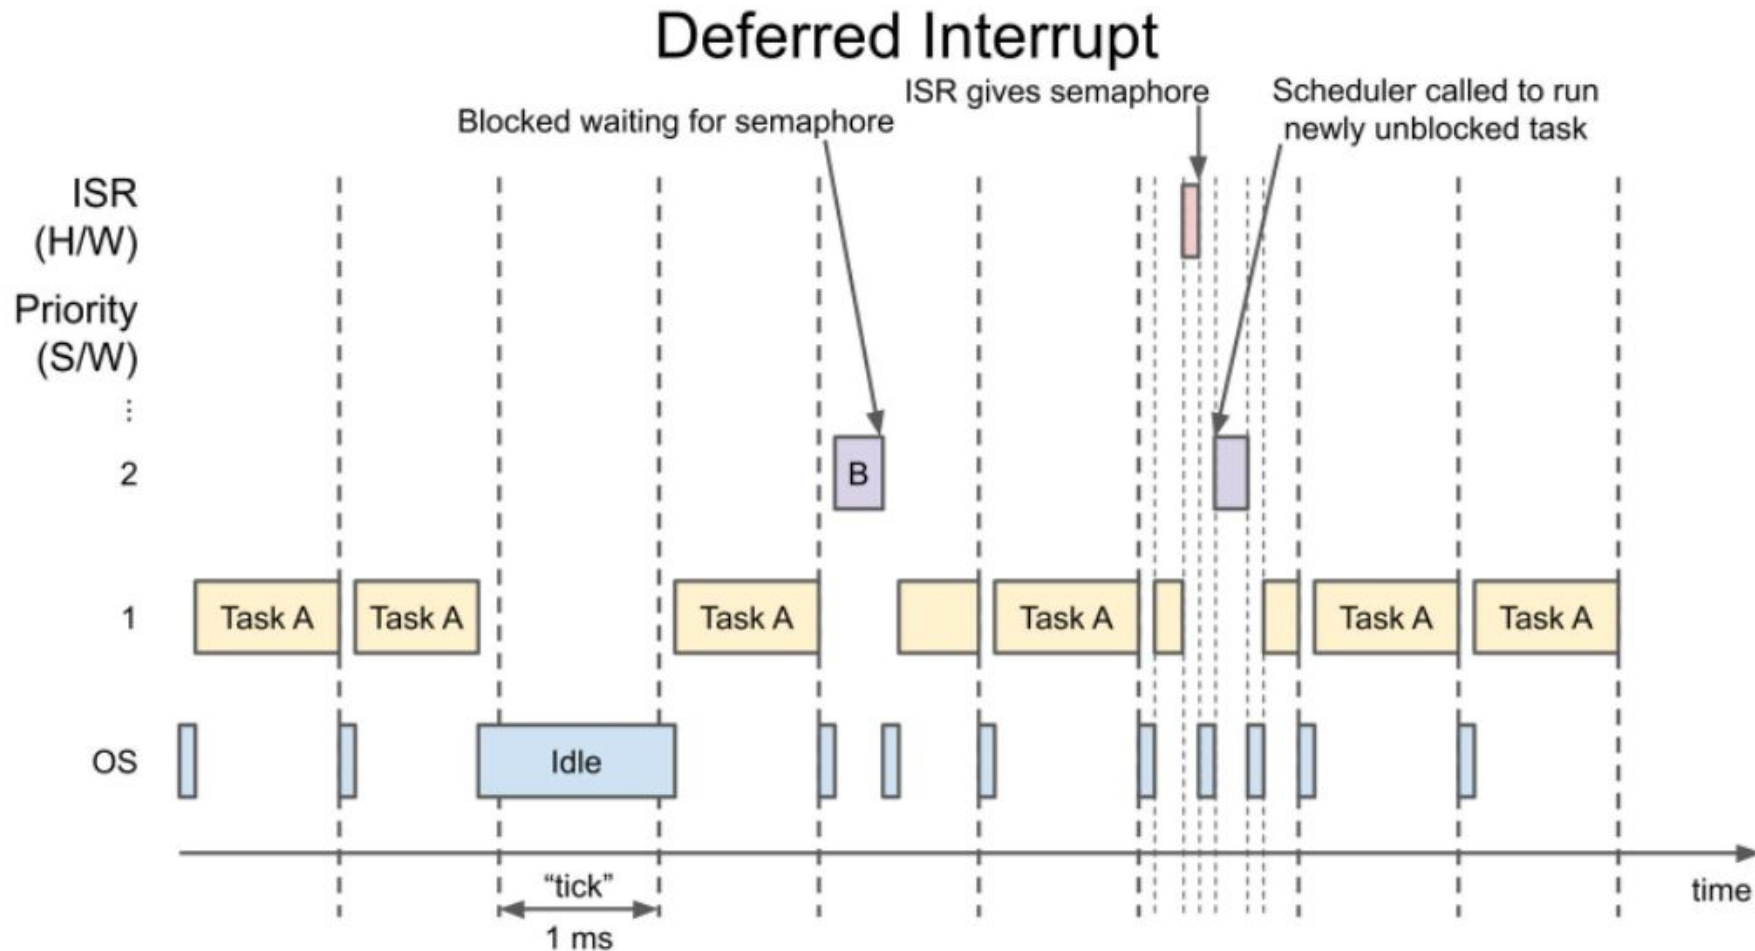 Deferred Interrupt
ISR gives semaphore
Scheduler called to run
newly unblocked task
Blocked waiting for semaphore
ISR
(H/W)
Priority
(S/W)
⋮
2
B
1
Task A
Task A
Task A
Task A
Task A
Task A
OS
Idle
time
“tick”
1 ms